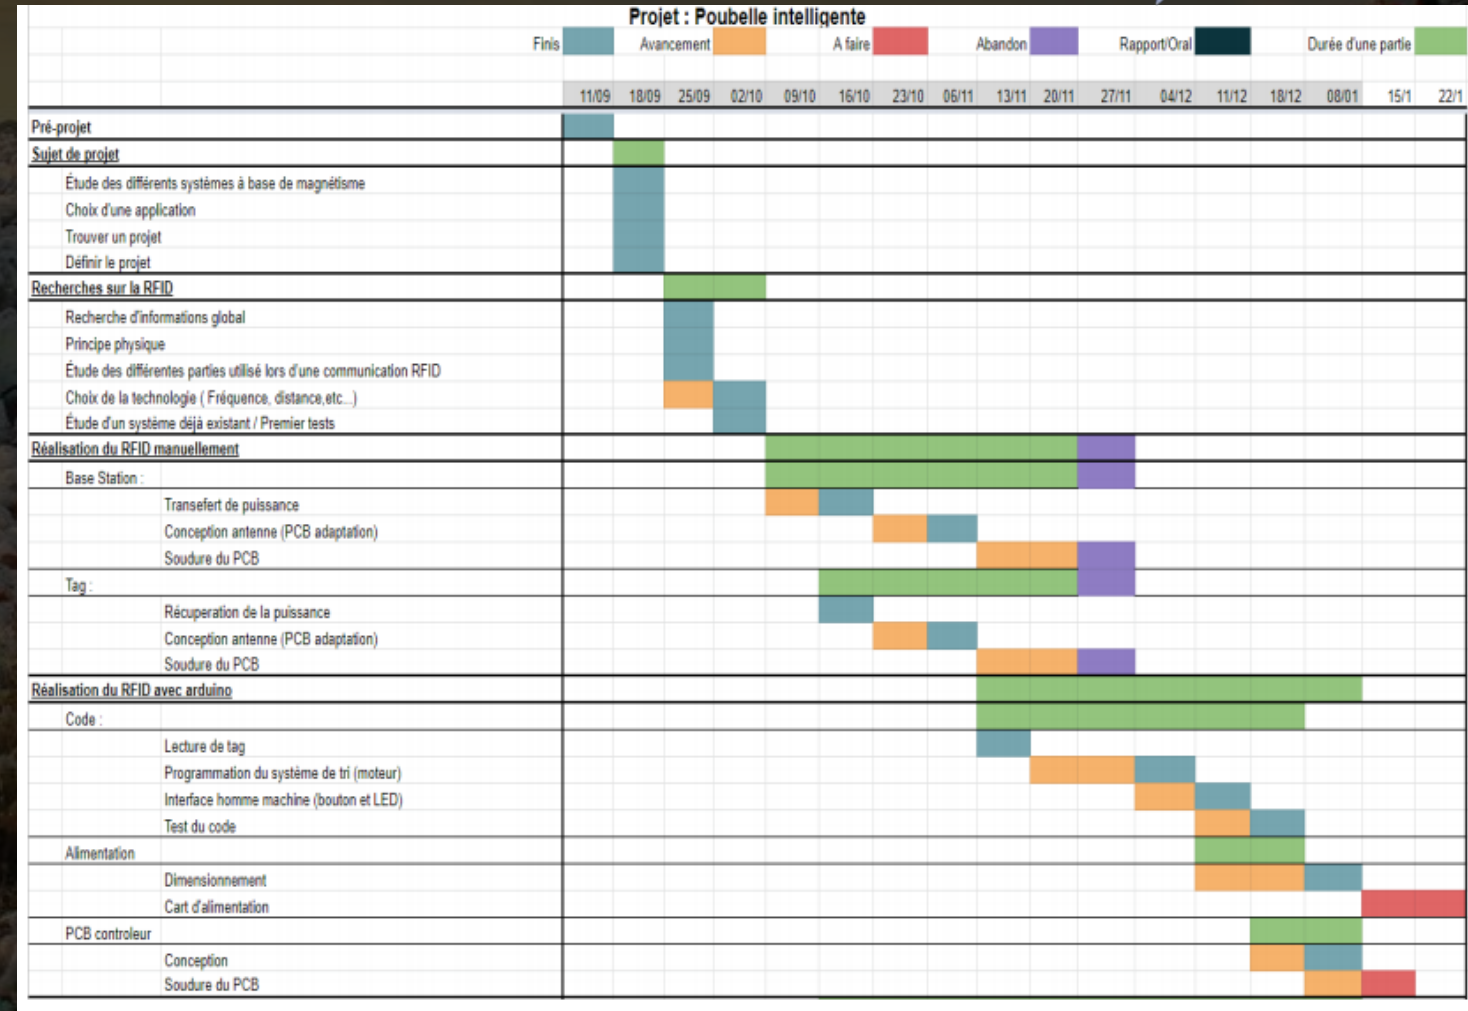 Projet : Poubelle intelligente
Finis Avancement A faire Abandon Rapport/Oral Durée d'une partie
11/09 18/09 25/09 02/10 09/10 16/10 23/10 06/11 13/11 20/11 27/11 04/12 11/12 18/12 08/01 15/1 22/1
Pré-projet
Sujet de projet
Étude des différents systèmes à base de magnétisme
Choix d'une application
Trouver un projet
Définir le projet
Recherches sur la RFID
Recherche d'informations global
Principe physique
Étude des différentes parties utilisé lors d'une communication RFID
Choix de la technologie ( Fréquence, distance,etc...)
Étude d'un système déjà existant / Premier tests
Réalisation du RFID manuellement
Base Station :
Transefert de puissance
Conception antenne (PCB adaptation)
Soudure du PCB
Tag :
Récuperation de la puissance
Conception antenne (PCB adaptation)
Soudure du PCB
Réalisation du RFID avec arduino
Code :
Lecture de tag
Programmation du système de tri (moteur)
Interface homme machine (bouton et LED)
Test du code
Alimentation
Dimensionnement
Cart d'alimentation
PCB controleur
Conception
Soudure du PCB